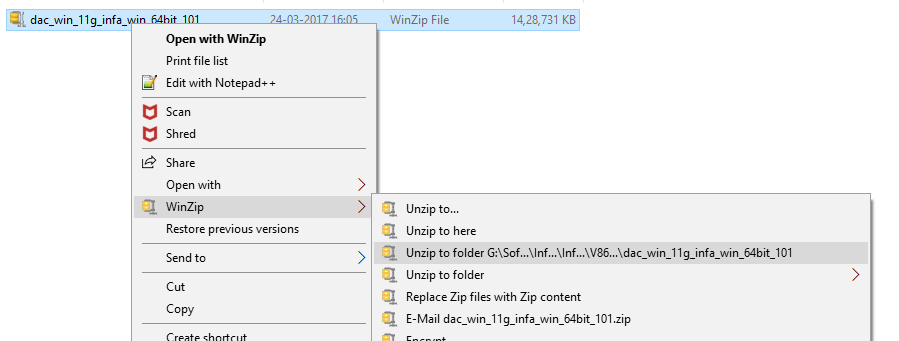 dac_win_11g_infa_win_64bit_101 24-03-2017 16:05 WinZip File 14,28,731 KB
Open with WinZip
Print file list
Edit with Notepad++
Scan
Shred
Share
Open with
WinZip
Restore previous versions
Send to
Cut
Copy
Create shortcut
Unzip to...
Unzip to here
Unzip to folder G:\Sof...\Inf...\Inf...\V86...\dac_win_11g_infa_win_64bit_101
Unzip to folder
Replace Zip files with Zip content
E-Mail dac_win_11g_infa_win_64bit_101.zip
Encrypt